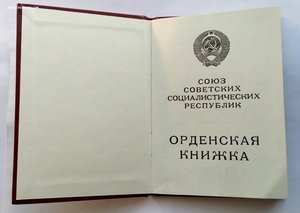 СОЮЗ
СОВЕТСКИХ
СОЦИАЛИСТИЧЕСКИХ
РЕСПУБЛИК
ОРДЕНСКАЯ
КНИЖКА